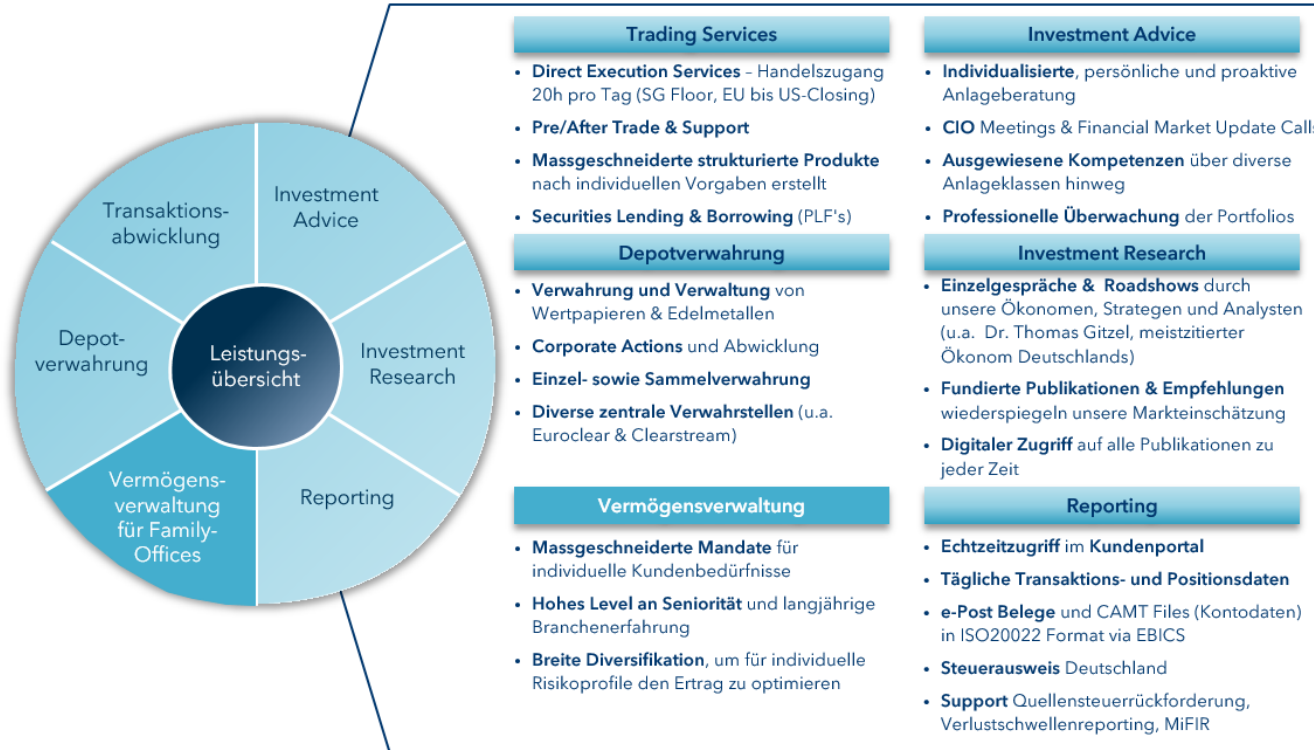 Transaktions-
abwicklung
Investment
Advice
Depot-
verwahrung
Leistungs-
übersicht
Investment
Research
Vermögens-
verwaltung
für Family-
Offices
Reporting
Trading Services
• Direct Execution Services – Handelszugang
20h pro Tag (SG Floor, EU bis US-Closing)
• Pre/After Trade & Support
• Massgeschneiderte strukturierte Produkte
nach individuellen Vorgaben erstellt
• Securities Lending & Borrowing (PLF's)
Investment Advice
• Individualisierte, persönliche und proaktive
Anlageberatung
• CIO Meetings & Financial Market Update Calls
• Ausgewiesene Kompetenzen über diverse
Anlageklassen hinweg
• Professionelle Überwachung der Portfolios
Depotverwahrung
• Verwahrung und Verwaltung von
Wertpapieren & Edelmetallen
• Corporate Actions und Abwicklung
• Einzel- sowie Sammelverwahrung
• Diverse zentrale Verwahrstellen (u.a.
Euroclear & Clearstream)
Investment Research
• Einzelgespräche & Roadshows durch
unsere Ökonomen, Strategen und Analysten
(u.a. Dr. Thomas Gitzel, meistzitierter
Ökonom Deutschlands)
• Fundierte Publikationen & Empfehlungen
wiederspiegeln unsere Markteinschätzung
• Digitaler Zugriff auf alle Publikationen zu
jeder Zeit
Vermögensverwaltung
• Massgeschneiderte Mandate für
individuelle Kundenbedürfnisse
• Hohes Level an Seniorität und langjährige
Branchenerfahrung
• Breite Diversifikation, um für individuelle
Risikoprofile den Ertrag zu optimieren
Reporting
• Echtzeitzugriff im Kundenportal
• Tägliche Transaktions- und Positionsdaten
• e-Post Belege und CAMT Files (Kontodaten)
in ISO20022 Format via EBICS
• Steuerausweis Deutschland
• Support Quellensteuerrückforderung,
Verlustschwellenreporting, MiFIR